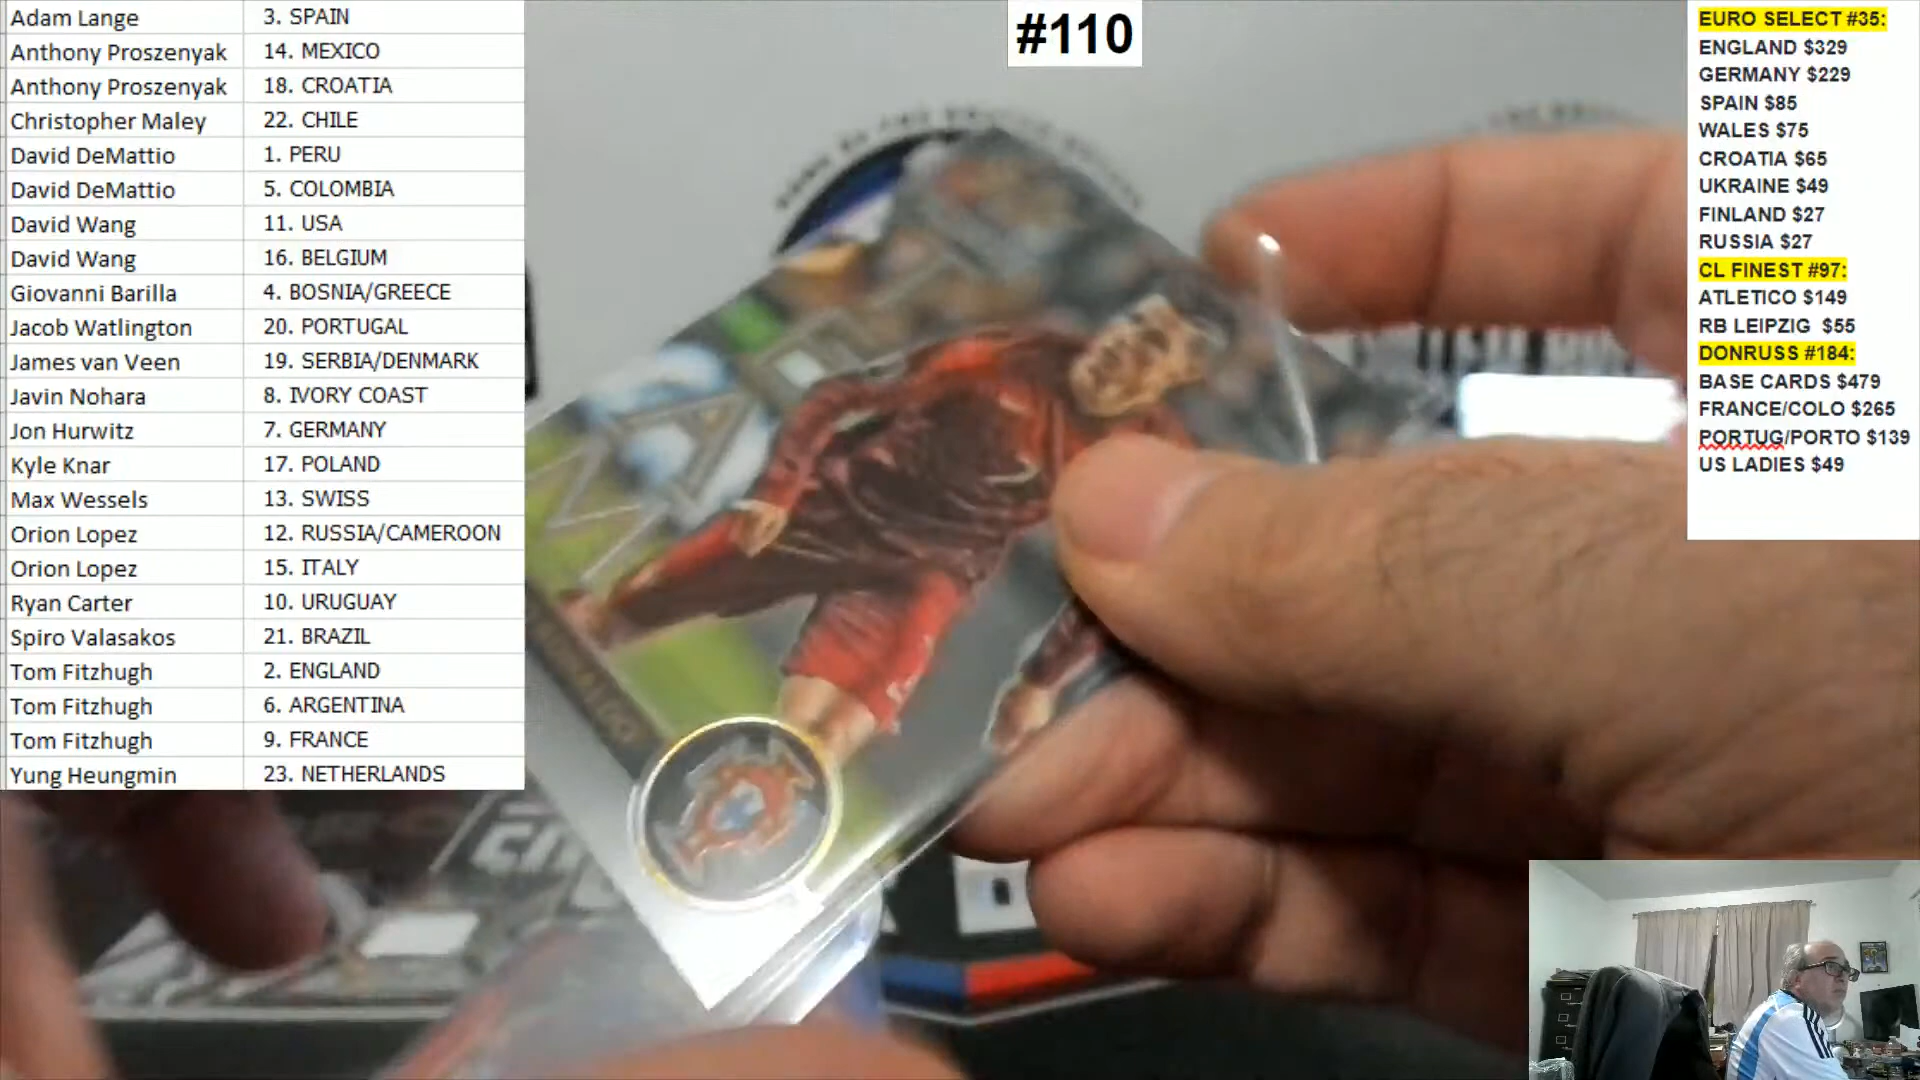 Adam Lange 3. SPAIN
Anthony Proszenyak 14. MEXICO
Anthony Proszenyak 18. CROATIA
Christopher Maley 22. CHILE
David DeMattio 1. PERU
David DeMattio 5. COLOMBIA
David Wang 11. USA
David Wang 16. BELGIUM
Giovanni Barilla 4. BOSNIA/GREECE
Jacob Watlington 20. PORTUGAL
James van Veen 19. SERBIA/DENMARK
Javin Nohara 8. IVORY COAST
Jon Hurwitz 7. GERMANY
Kyle Knar 17. POLAND
Max Wessels 13. SWISS
Orion Lopez 12. RUSSIA/CAMEROON
Orion Lopez 15. ITALY
Ryan Carter 10. URUGUAY
Spiro Valasakos 21. BRAZIL
Tom Fitzhugh 2. ENGLAND
Tom Fitzhugh 6. ARGENTINA
Tom Fitzhugh 9. FRANCE
Yung Heungmin 23. NETHERLANDS
#110
EURO SELECT #35:
ENGLAND $329
GERMANY $229
SPAIN $85
WALES $75
CROATIA $65
UKRAINE $49
FINLAND $27
RUSSIA $27
CL FINEST #97:
ATLETICO $149
RB LEIPZIG $55
DONRUSS #184:
BASE CARDS $479
FRANCE/COLO $265
PORTUG/PORTO $139
US LADIES $49